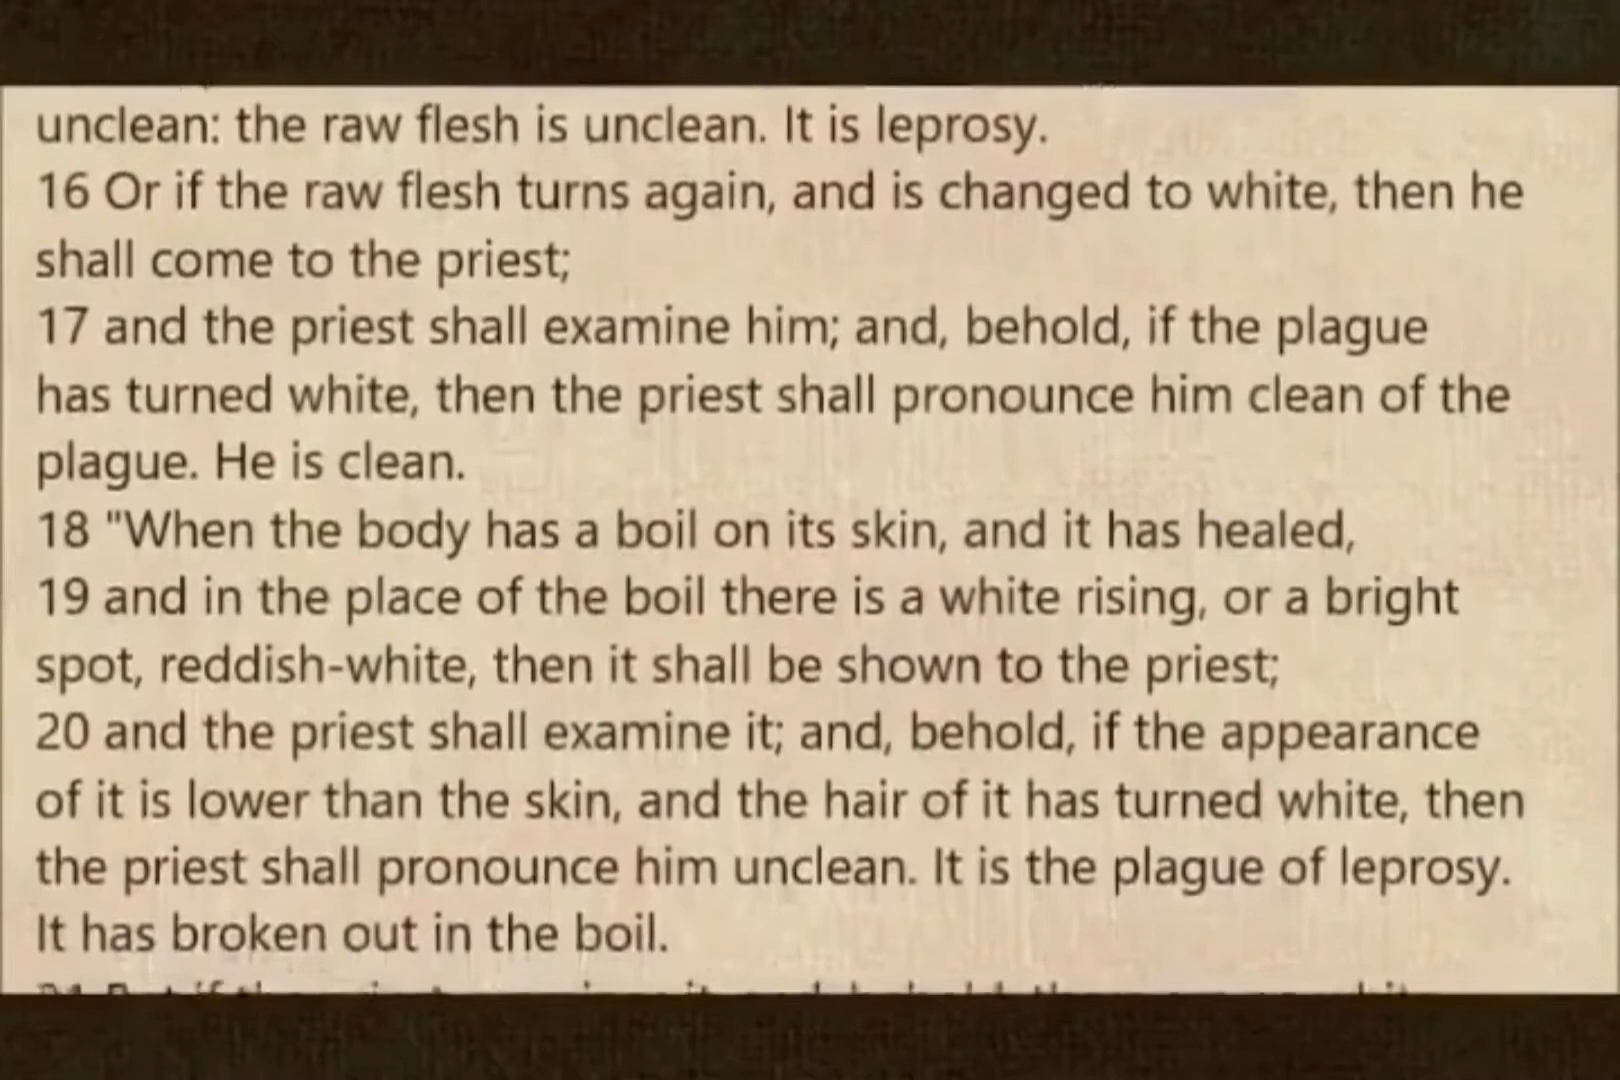 unclean: the raw flesh is unclean. It is leprosy.
16 Or if the raw flesh turns again, and is changed to white, then he
shall come to the priest;
17 and the priest shall examine him; and, behold, if the plague
has turned white, then the priest shall pronounce him clean of the
plague. He is clean.
18 "When the body has a boil on its skin, and it has healed,
19 and in the place of the boil there is a white rising, or a bright
spot, reddish-white, then it shall be shown to the priest;
20 and the priest shall examine it; and, behold, if the appearance
of it is lower than the skin, and the hair of it has turned white, then
the priest shall pronounce him unclean. It is the plague of leprosy.
It has broken out in the boil.